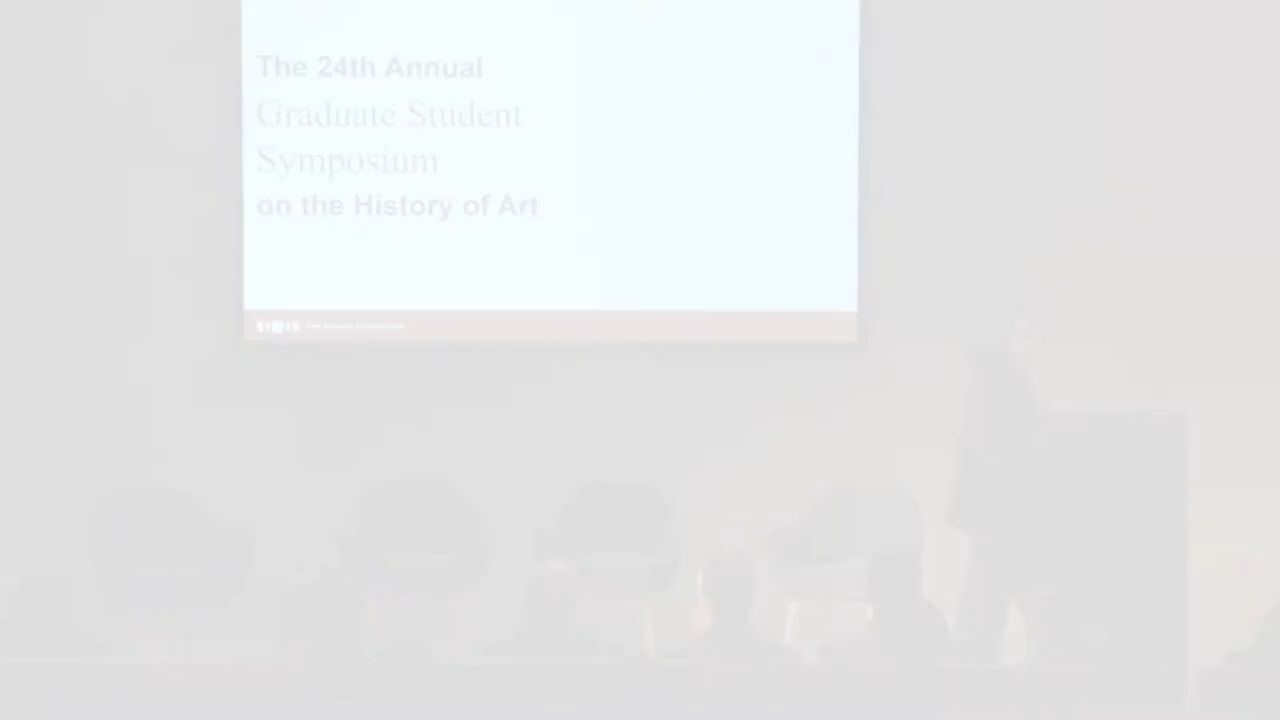 The 24th Annual
Graduate Student
Symposium
on the History of Art